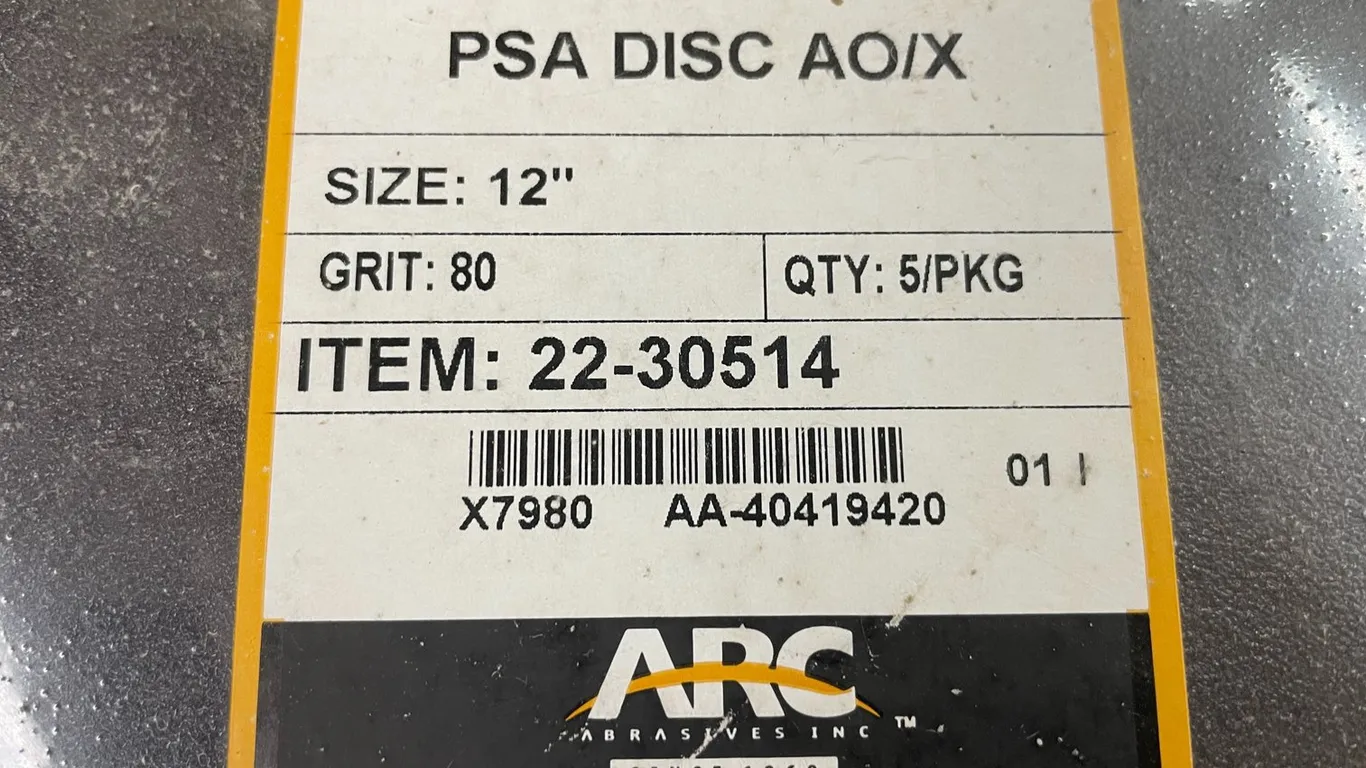 PSA DISC AO/X
SIZE: 12"
GRIT: 80
QTY: 5/PKG
ITEM: 22-30514
01 I
X7980 AA-40419420
ARC TM
ABRASIVES INC